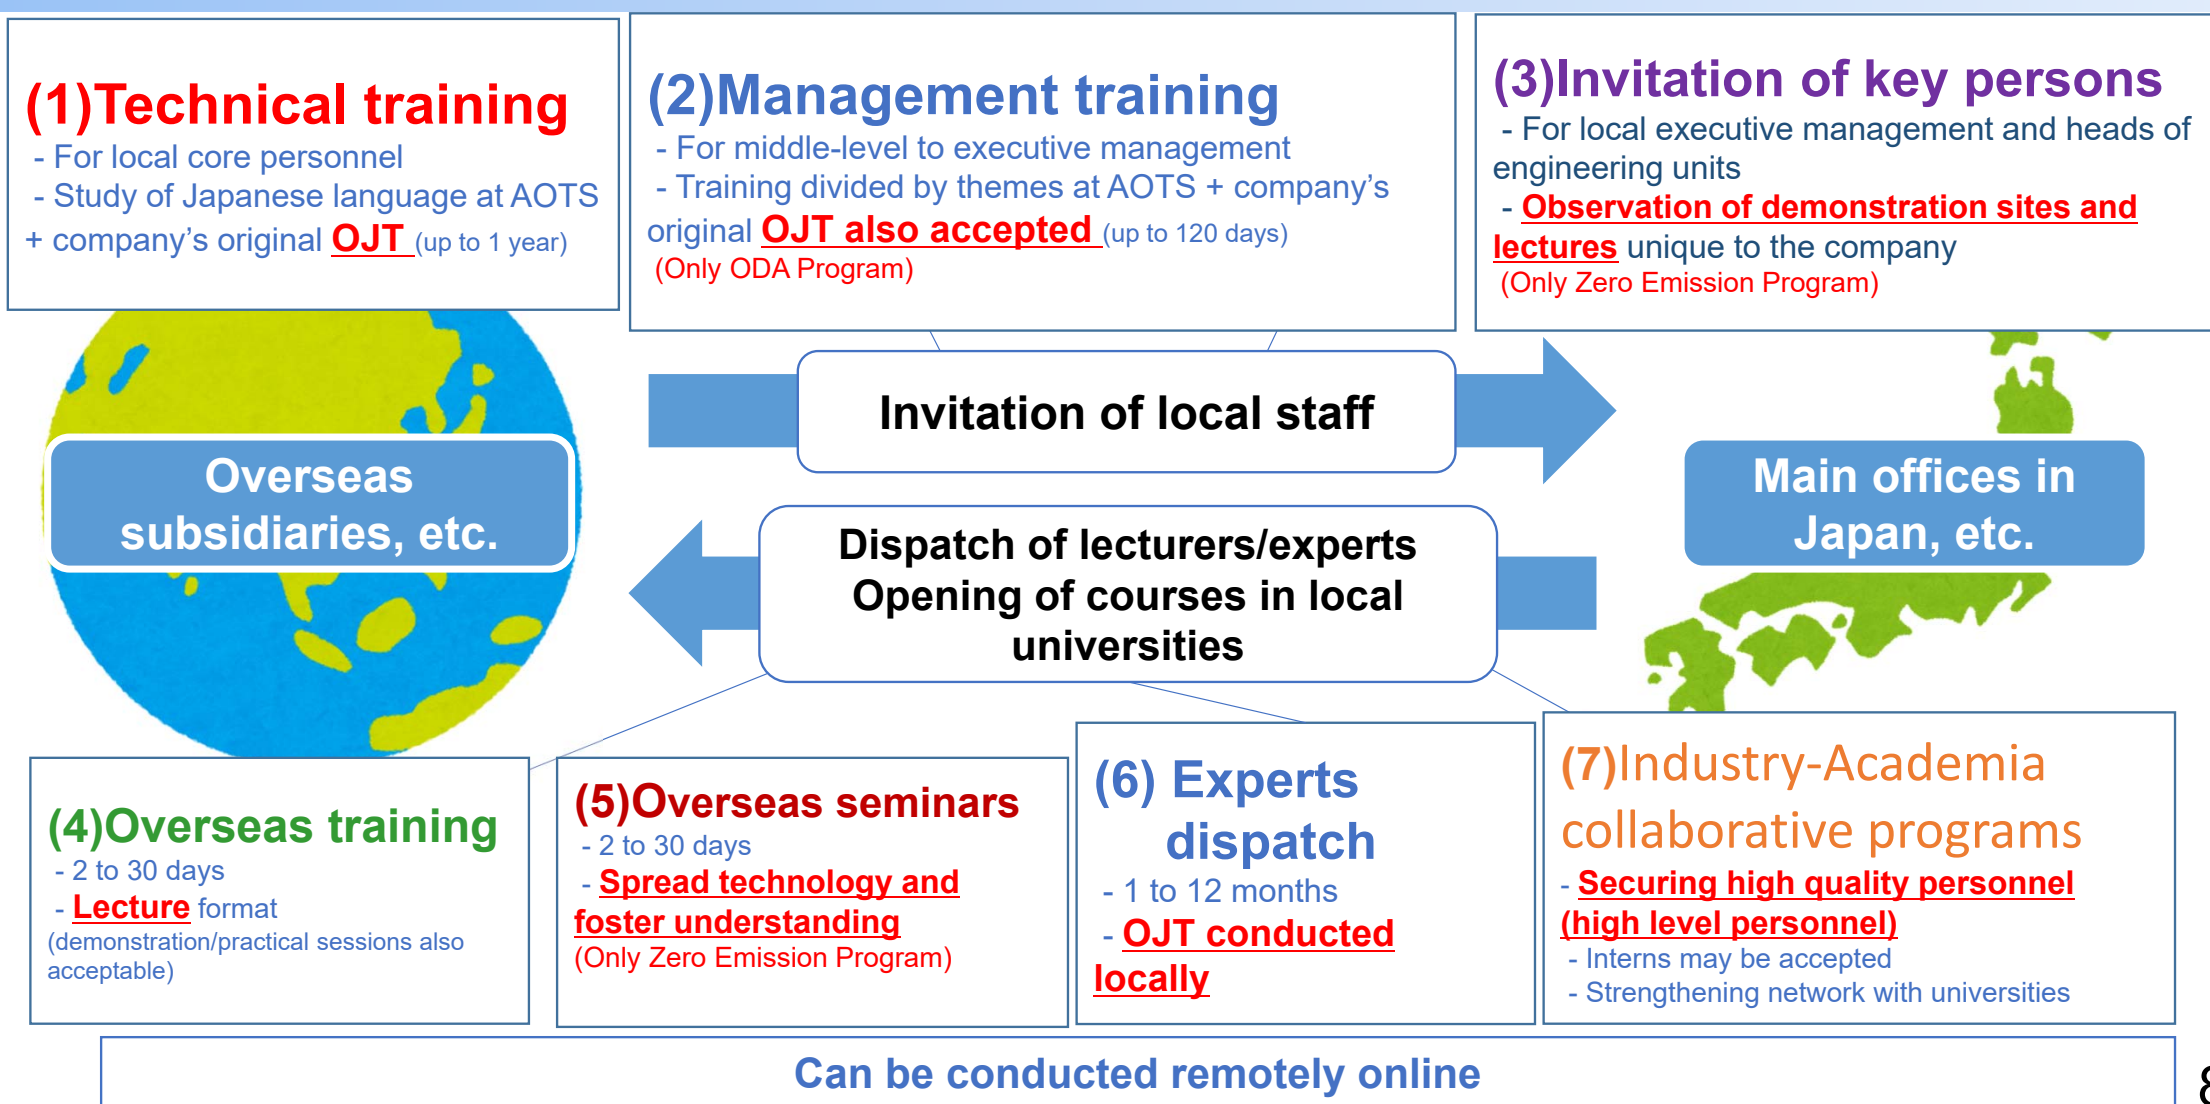 (1)Technical training
- For local core personnel
- Study of Japanese language at AOTS
+ company's original OJT (up to 1 year)
(2)Management training
- For middle-level to executive management
- Training divided by themes at AOTS + company's
original OJT also accepted (up to 120 days)
(Only ODA Program)
(3)Invitation of key persons
- For local executive management and heads of
engineering units
- Observation of demonstration sites and
lectures unique to the company
(Only Zero Emission Program)
Invitation of local staff
Overseas
subsidiaries, etc.
Main offices in
Japan, etc.
Dispatch of lecturers/experts
Opening of courses in local
universities
(4)Overseas training
- 2 to 30 days
- Lecture format
(demonstration/practical sessions also
acceptable)
(5)Overseas seminars
- 2 to 30 days
- Spread technology and
foster understanding
(Only Zero Emission Program)
(6) Experts
dispatch
- 1 to 12 months
- OJT conducted
locally
(7)Industry-Academia
collaborative programs
- Securing high quality personnel
(high level personnel)
- Interns may be accepted
- Strengthening network with universities
Can be conducted remotely online